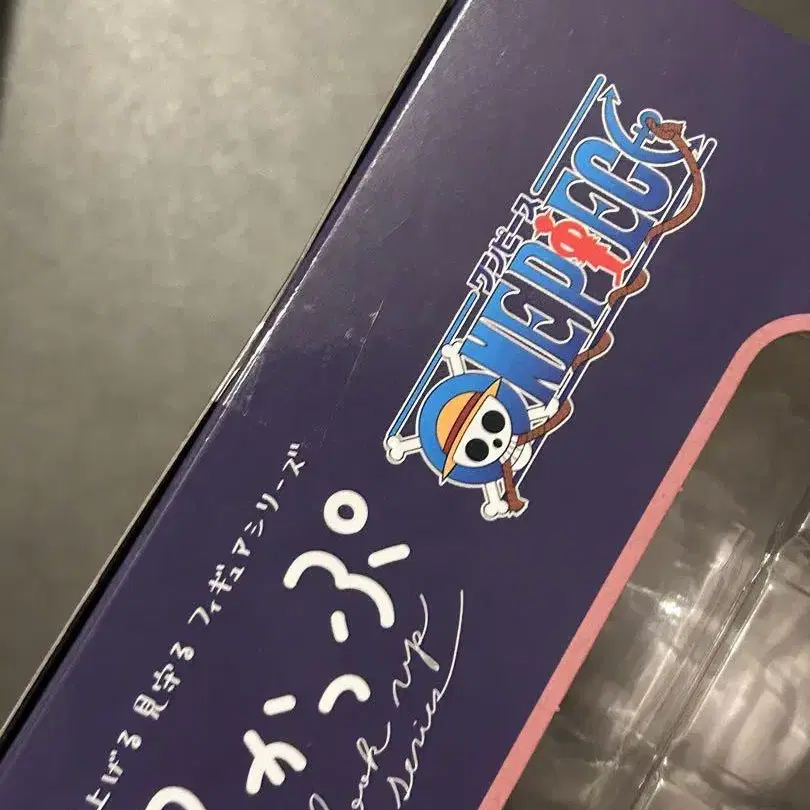 ワンピース
ONE PIECE
上げる 見守る フィギュアシリーズ
かっぷ
look up
series